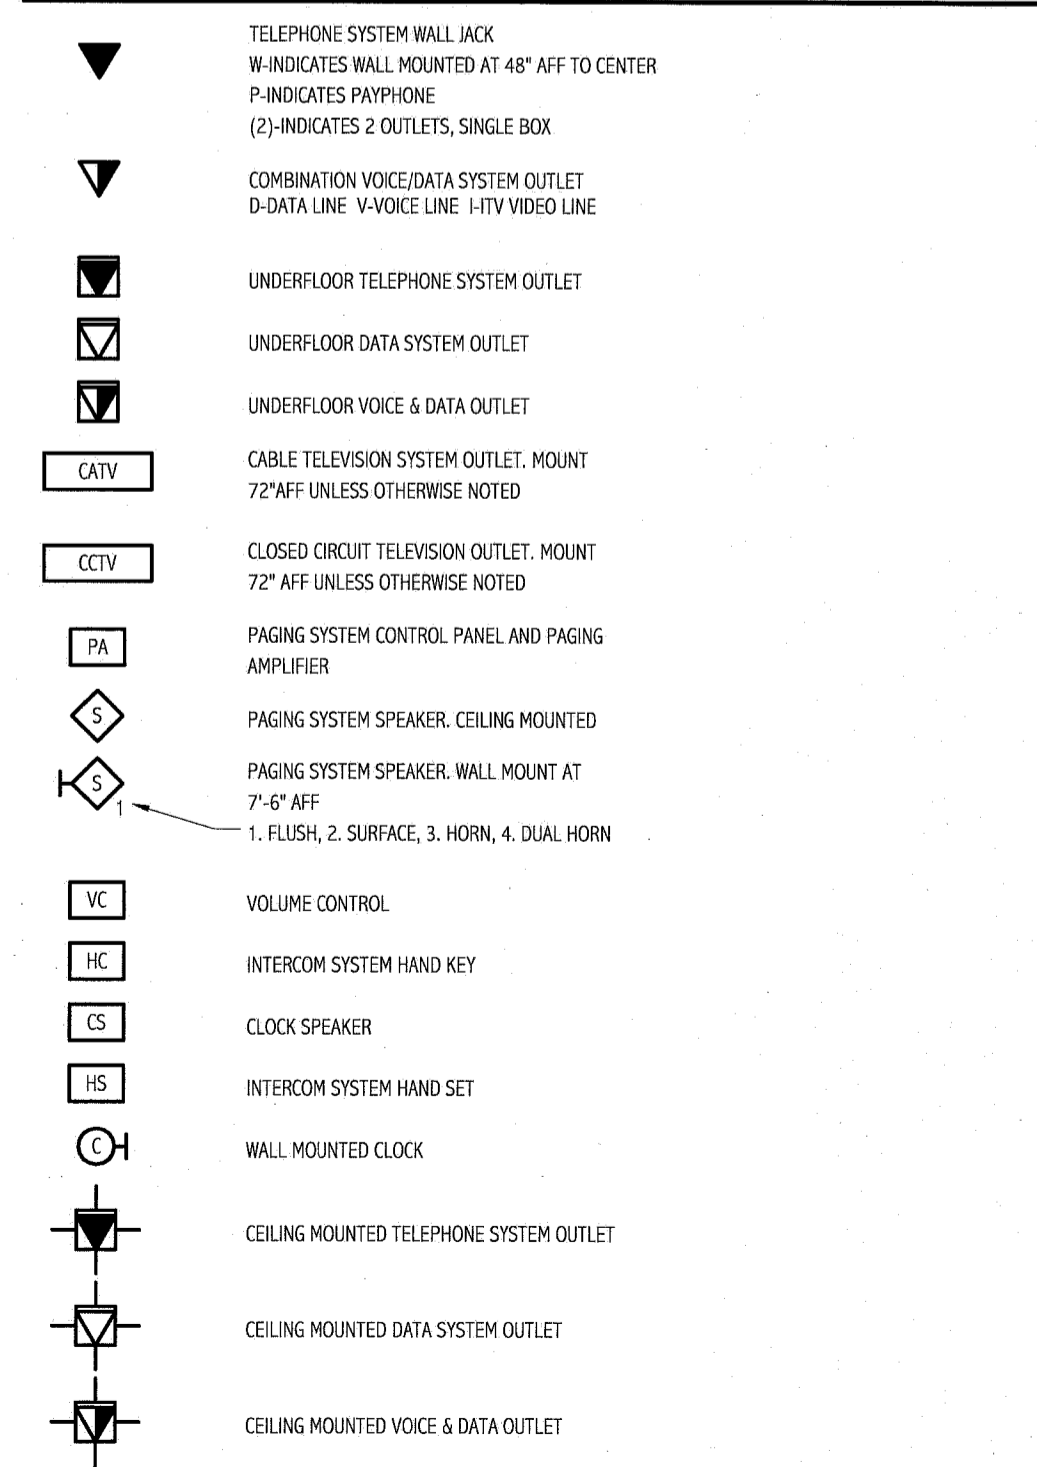 TELEPHONE SYSTEM WALL JACK
W-INDICATES WALL MOUNTED AT 48" AFF TO CENTER
P-INDICATES PAYPHONE
(2)-INDICATES 2 OUTLETS, SINGLE BOX
COMBINATION VOICE/DATA SYSTEM OUTLET
D-DATA LINE V-VOICE LINE I-ITV VIDEO LINE
UNDERFLOOR TELEPHONE SYSTEM OUTLET
UNDERFLOOR DATA SYSTEM OUTLET
UNDERFLOOR VOICE & DATA OUTLET
CATV
CABLE TELEVISION SYSTEM OUTLET. MOUNT
72"AFF UNLESS OTHERWISE NOTED
CCTV
CLOSED CIRCUIT TELEVISION OUTLET. MOUNT
72" AFF UNLESS OTHERWISE NOTED
PA
PAGING SYSTEM CONTROL PANEL AND PAGING
AMPLIFIER
S
PAGING SYSTEM SPEAKER. CEILING MOUNTED
S
1
PAGING SYSTEM SPEAKER. WALL MOUNT AT
7'-6" AFF
1. FLUSH, 2. SURFACE, 3. HORN, 4. DUAL HORN
VC
VOLUME CONTROL
HC
INTERCOM SYSTEM HAND KEY
CS
CLOCK SPEAKER
HS
INTERCOM SYSTEM HAND SET
C
WALL MOUNTED CLOCK
CEILING MOUNTED TELEPHONE SYSTEM OUTLET
CEILING MOUNTED DATA SYSTEM OUTLET
CEILING MOUNTED VOICE & DATA OUTLET